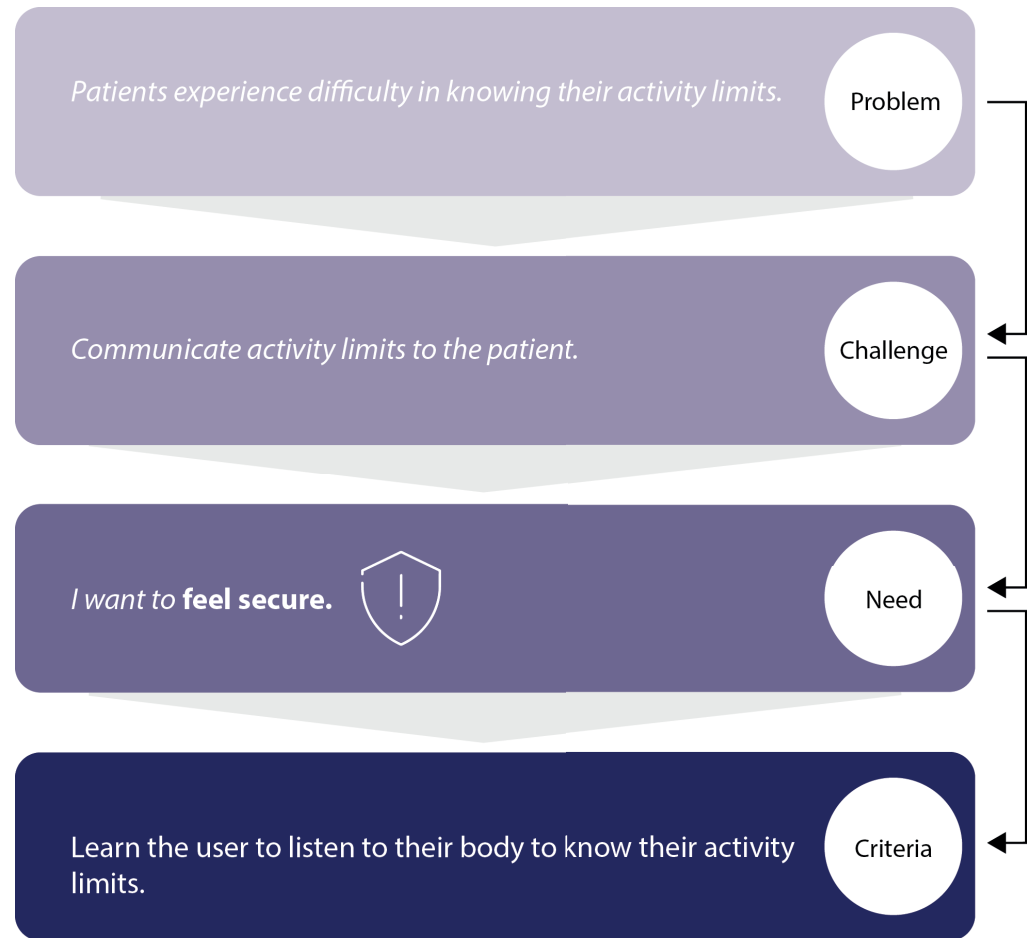 Patients experience difficulty in knowing their activity limits.
Problem
Communicate activity limits to the patient.
Challenge
I want to feel secure.
Need
Learn the user to listen to their body to know their activity
limits.
Criteria